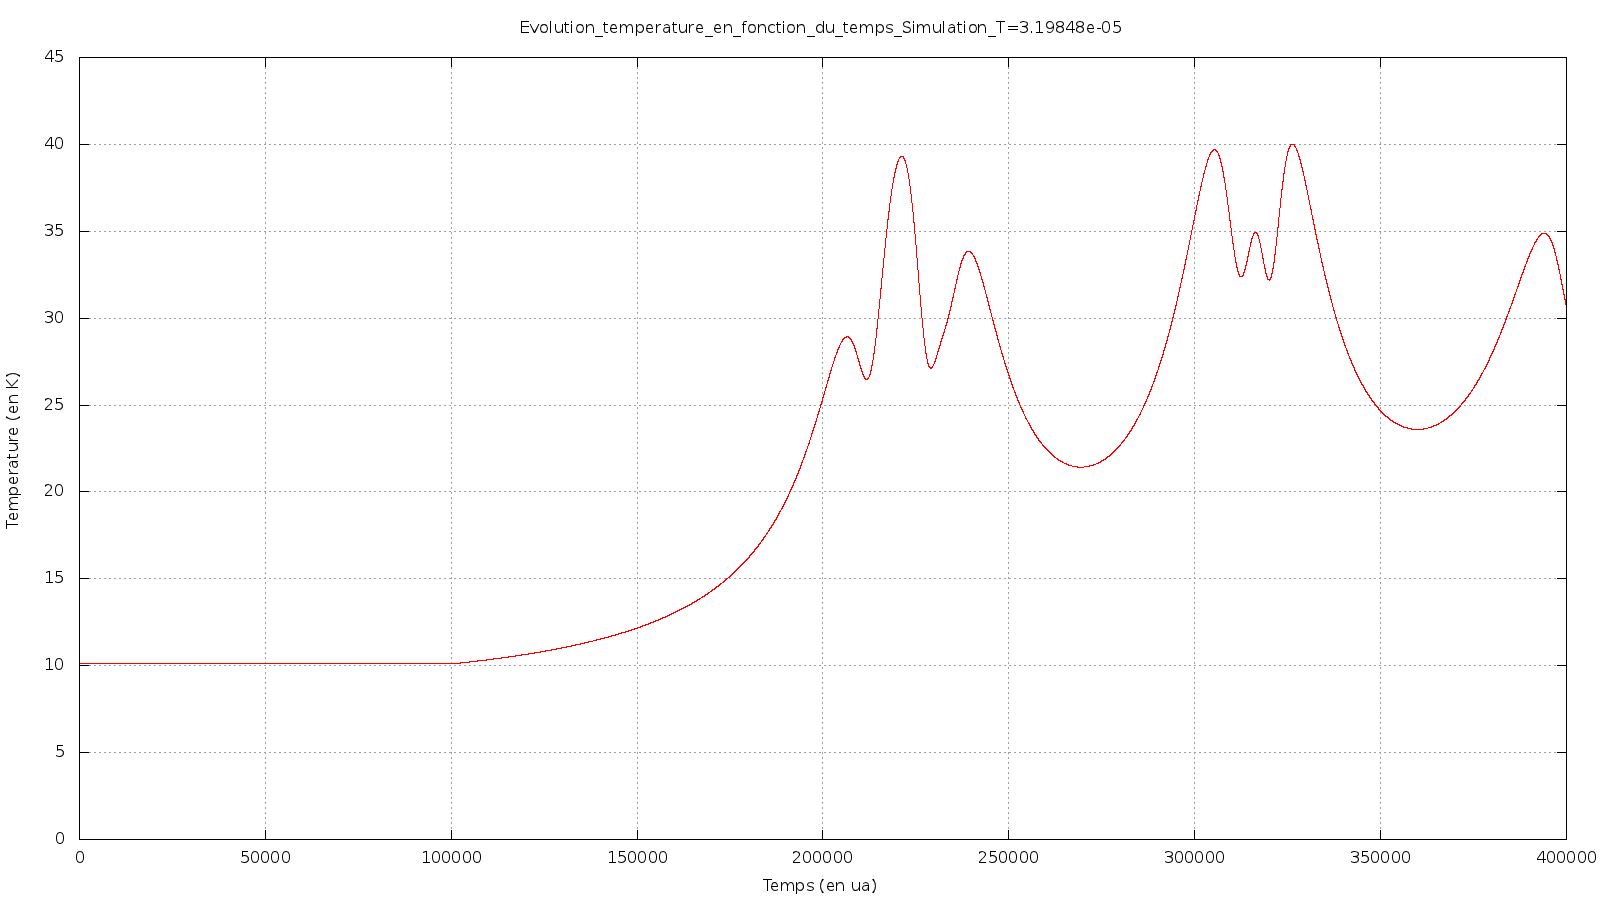 Evolution_temperature_en_fonction_du_temps_Simulation_T=3.19848e-05
45
40
35
30
25
20
15
10
5
0
Temperature (en K)
0 50000 100000 150000 200000 250000 300000 350000 400000
Temps (en ua)